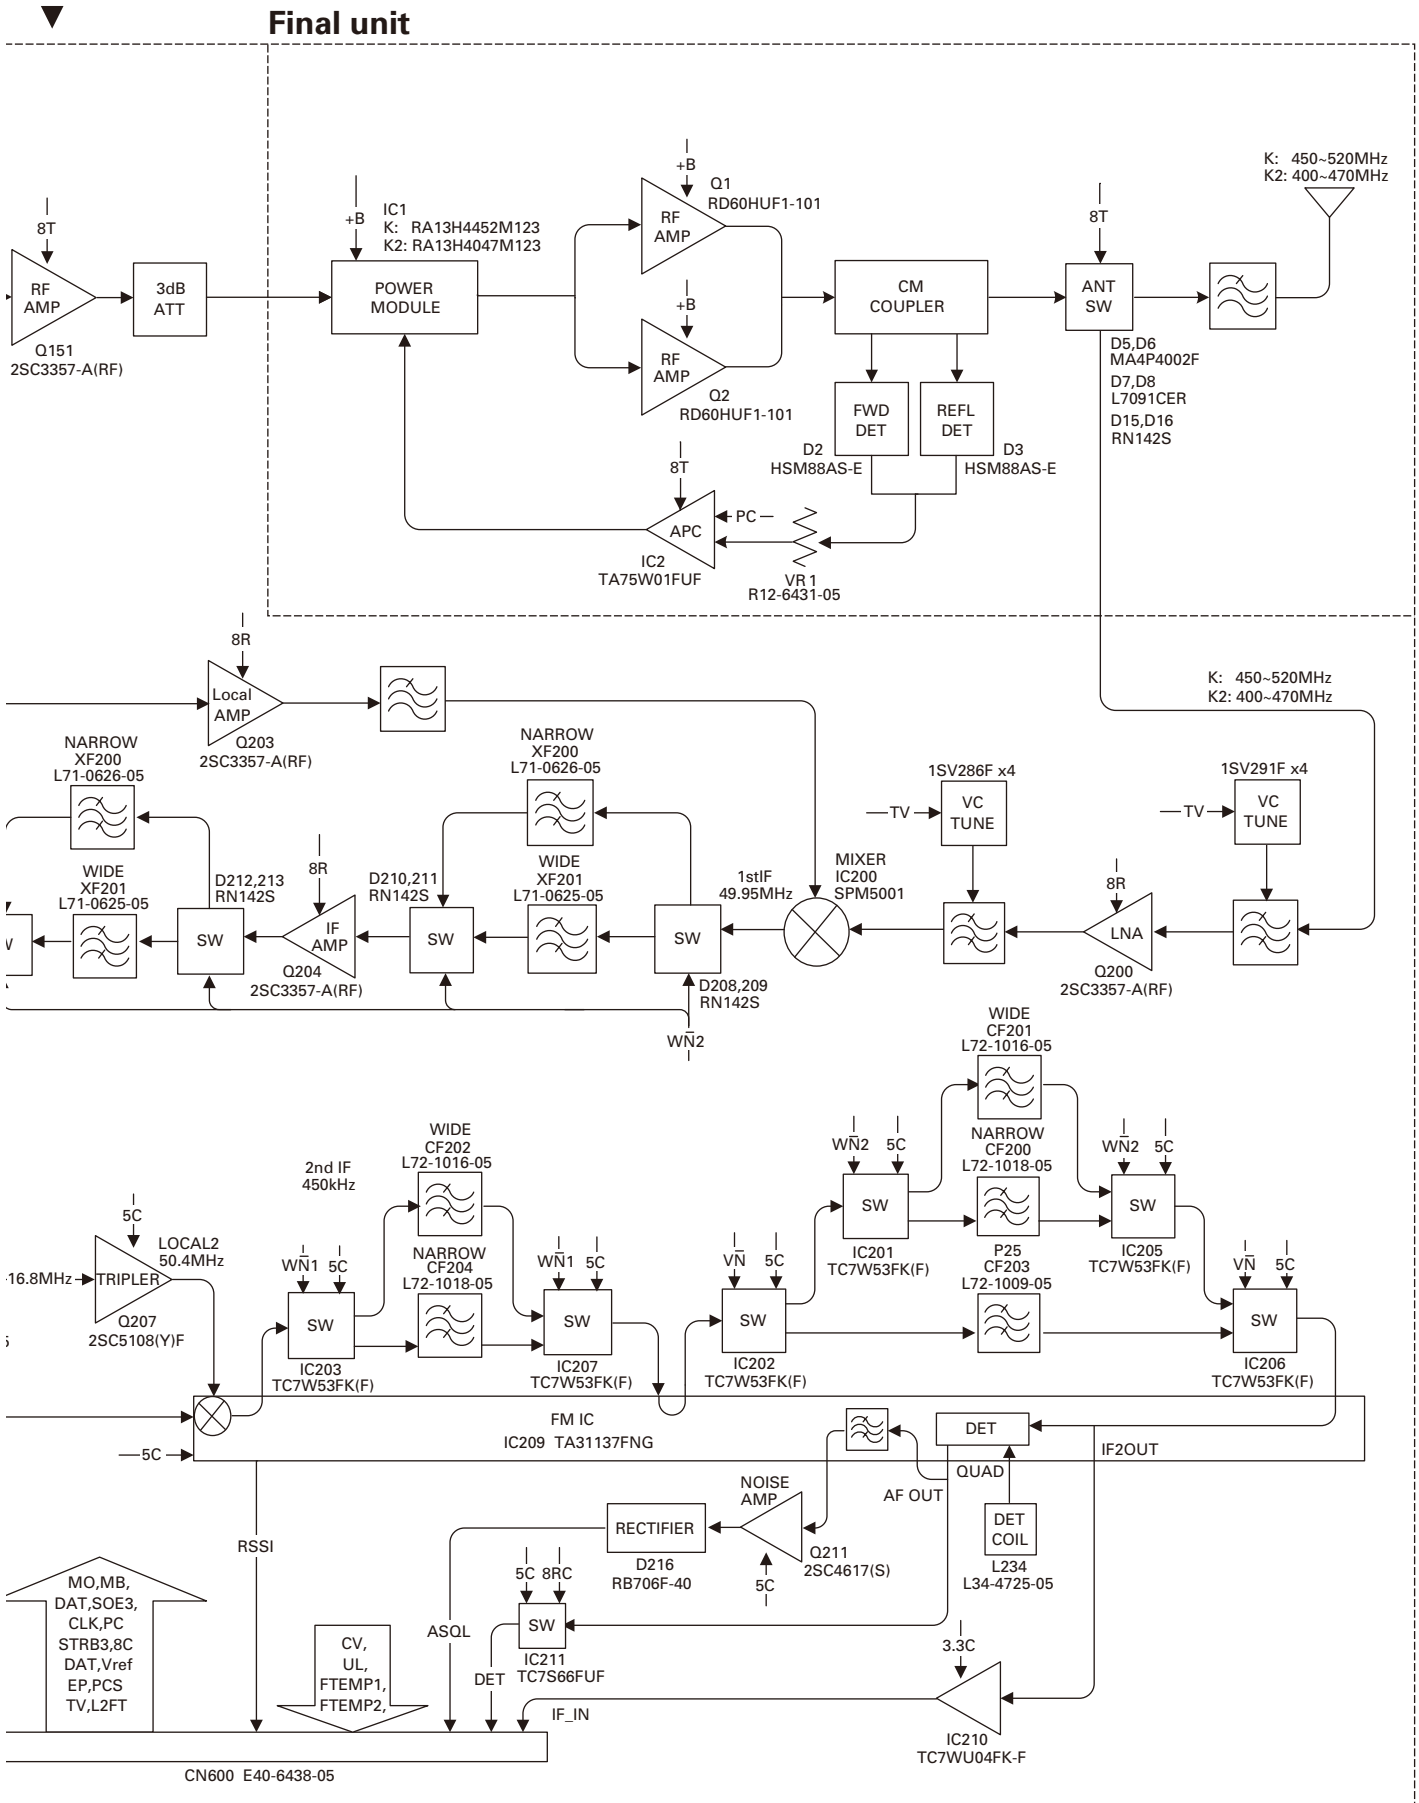 Final unit
K: 450~520MHz
K2: 400~470MHz
+B
Q1
RD60HUF1-101
8T
+B
IC1
K: RA13H4452M123
K2: RA13H4047M123
RF
AMP
8T
RF
AMP
3dB
ATT
POWER
MODULE
+B
CM
COUPLER
ANT
SW
Q151
2SC3357-A(RF)
RF
AMP
Q2
RD60HUF1-101
D5,D6
MA4P4002F
D7,D8
L7091CER
D15,D16
RN142S
FWD
DET
REFL
DET
D2
HSM88AS-E
D3
HSM88AS-E
8T
PC
APC
IC2
TA75W01FUF
VR1
R12-6431-05
8R
Local
AMP
Q203
2SC3357-A(RF)
K: 450~520MHz
K2: 400~470MHz
NARROW
XF200
L71-0626-05
NARROW
XF200
L71-0626-05
1SV286F x4
TV
VC
TUNE
1SV291F x4
TV
VC
TUNE
WIDE
XF201
L71-0625-05
D212,213
RN142S
8R
D210,211
RN142S
WIDE
XF201
L71-0625-05
1stIF
49.95MHz
MIXER
IC200
SPM5001
8R
SW
IF
AMP
SW
SW
LNA
Q204
2SC3357-A(RF)
D208,209
RN142S
Q200
2SC3357-A(RF)
WN̅2
WIDE
CF201
L72-1016-05
WIDE
CF202
L72-1016-05
2nd IF
450kHz
WN̅2
5C
NARROW
CF200
L72-1018-05
WN̅2
5C
SW
SW
IC201
TC7W53FK(F)
IC205
TC7W53FK(F)
5C
LOCAL2
50.4MHz
16.8MHz
TRIPLER
Q207
2SC5108(Y)F
WN̅1
5C
NARROW
CF204
L72-1018-05
WN̅1
5C
VN̅
5C
P25
CF203
L72-1009-05
VN̅
5C
SW
SW
SW
SW
IC203
TC7W53FK(F)
IC207
TC7W53FK(F)
IC202
TC7W53FK(F)
IC206
TC7W53FK(F)
FM IC
IC209 TA31137FNG
5C
DET
IF2OUT
QUAD
AF OUT
NOISE
AMP
DET
COIL
L234
L34-4725-05
RSSI
RECTIFIER
D216
RB706F-40
Q211
2SC4617(S)
5C
5C
8RC
SW
IC211
TC7S66FUF
ASQL
DET
3.3C
IF_IN
IC210
TC7WU04FK-F
MO,MB,
DAT,SOE3,
CLK,PC
STRB3,8C
DAT,Vref
EP,PCS
TV,L2FT
CV,
UL,
FTEMP1,
FTEMP2,
CN600 E40-6438-05